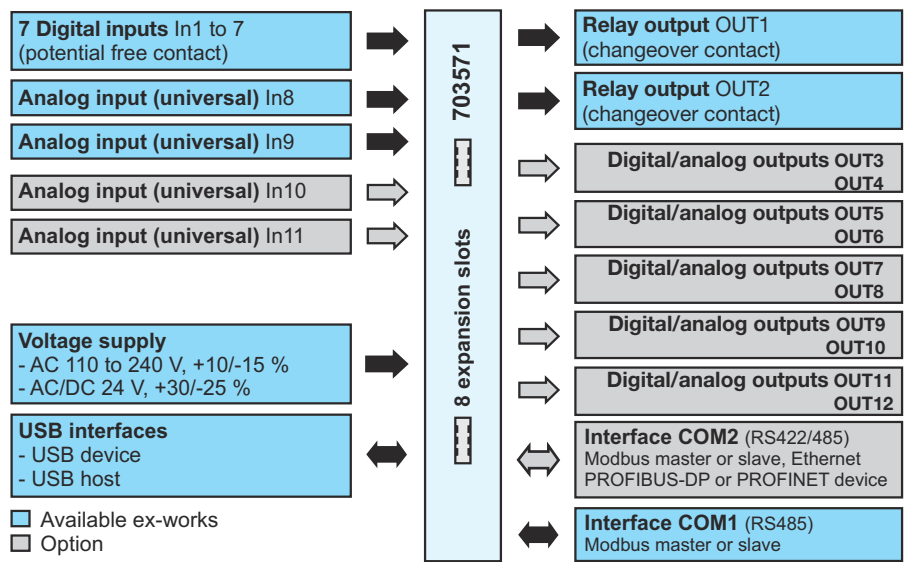 7 Digital inputs In1 to 7
(potential free contact)
Analog input (universal) In8
Analog input (universal) In9
Analog input (universal) In10
Analog input (universal) In11
Voltage supply
- AC 110 to 240 V, +10/-15 %
- AC/DC 24 V, +30/-25 %
USB interfaces
- USB device
- USB host
Available ex-works
Option
703571
8 expansion slots
Relay output OUT1
(changeover contact)
Relay output OUT2
(changeover contact)
Digital/analog outputs OUT3
OUT4
Digital/analog outputs OUT5
OUT6
Digital/analog outputs OUT7
OUT8
Digital/analog outputs OUT9
OUT10
Digital/analog outputs OUT11
OUT12
Interface COM2 (RS422/485)
Modbus master or slave, Ethernet
PROFIBUS-DP or PROFINET device
Interface COM1 (RS485)
Modbus master or slave